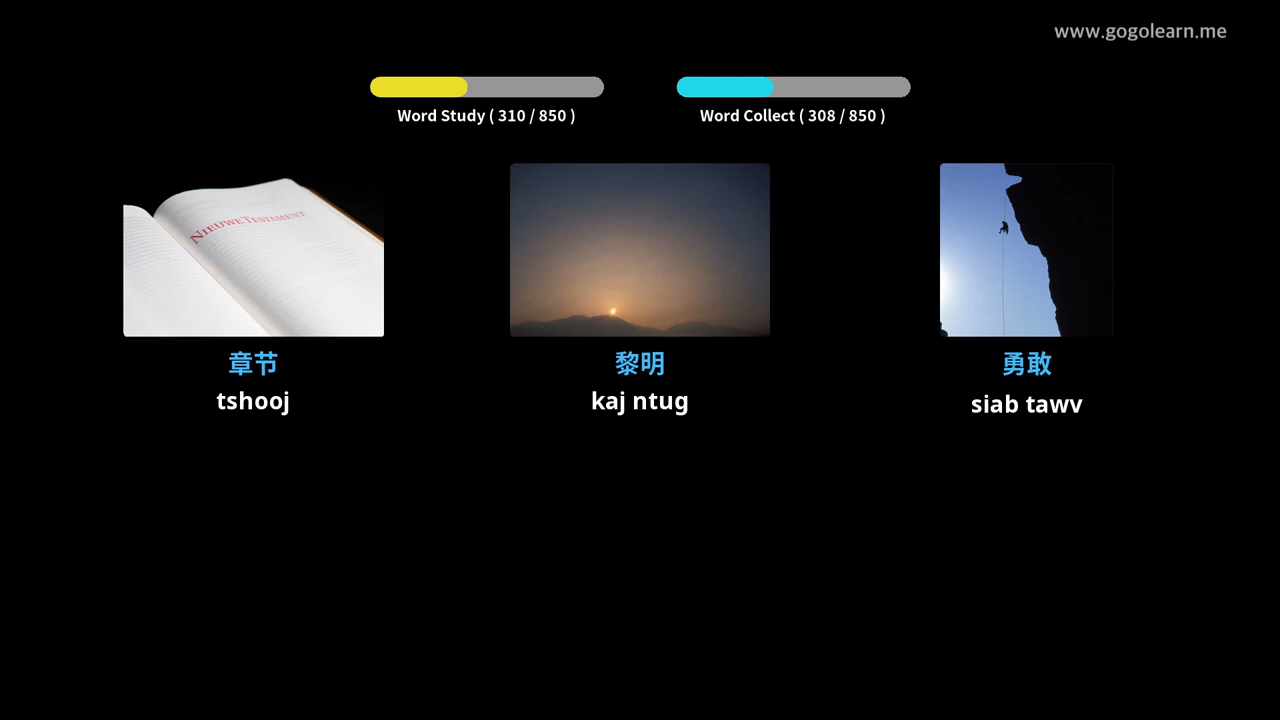 www.gogolearn.me
Word Study ( 310 / 850 )
Word Collect ( 308 / 850 )
NIEUWE TESTAMENT
章节
黎明
勇敢
tshooj
kaj ntug
siab tawv